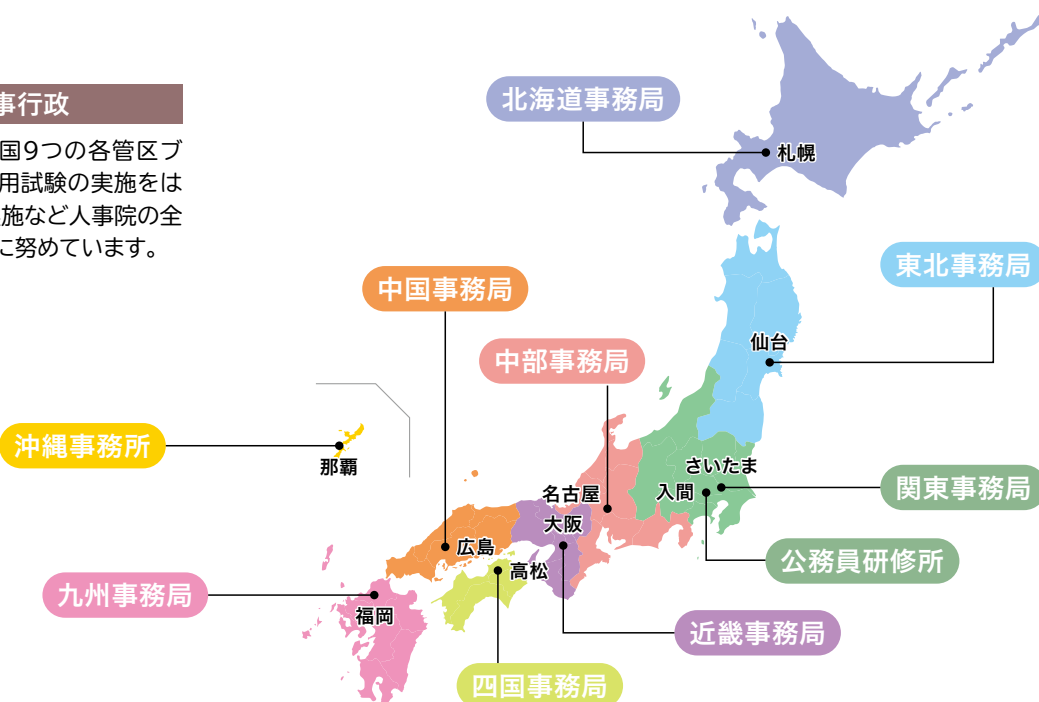 事行政
国9つの各管区ブ
用試験の実施をは
施など人事院の全
に努めています。
北海道事務局
札幌
東北事務局
仙台
中国事務局
中部事務局
沖縄事務所
那覇
さいたま
関東事務局
入間
名古屋
大阪
広島
公務員研修所
高松
九州事務局
福岡
近畿事務局
四国事務局